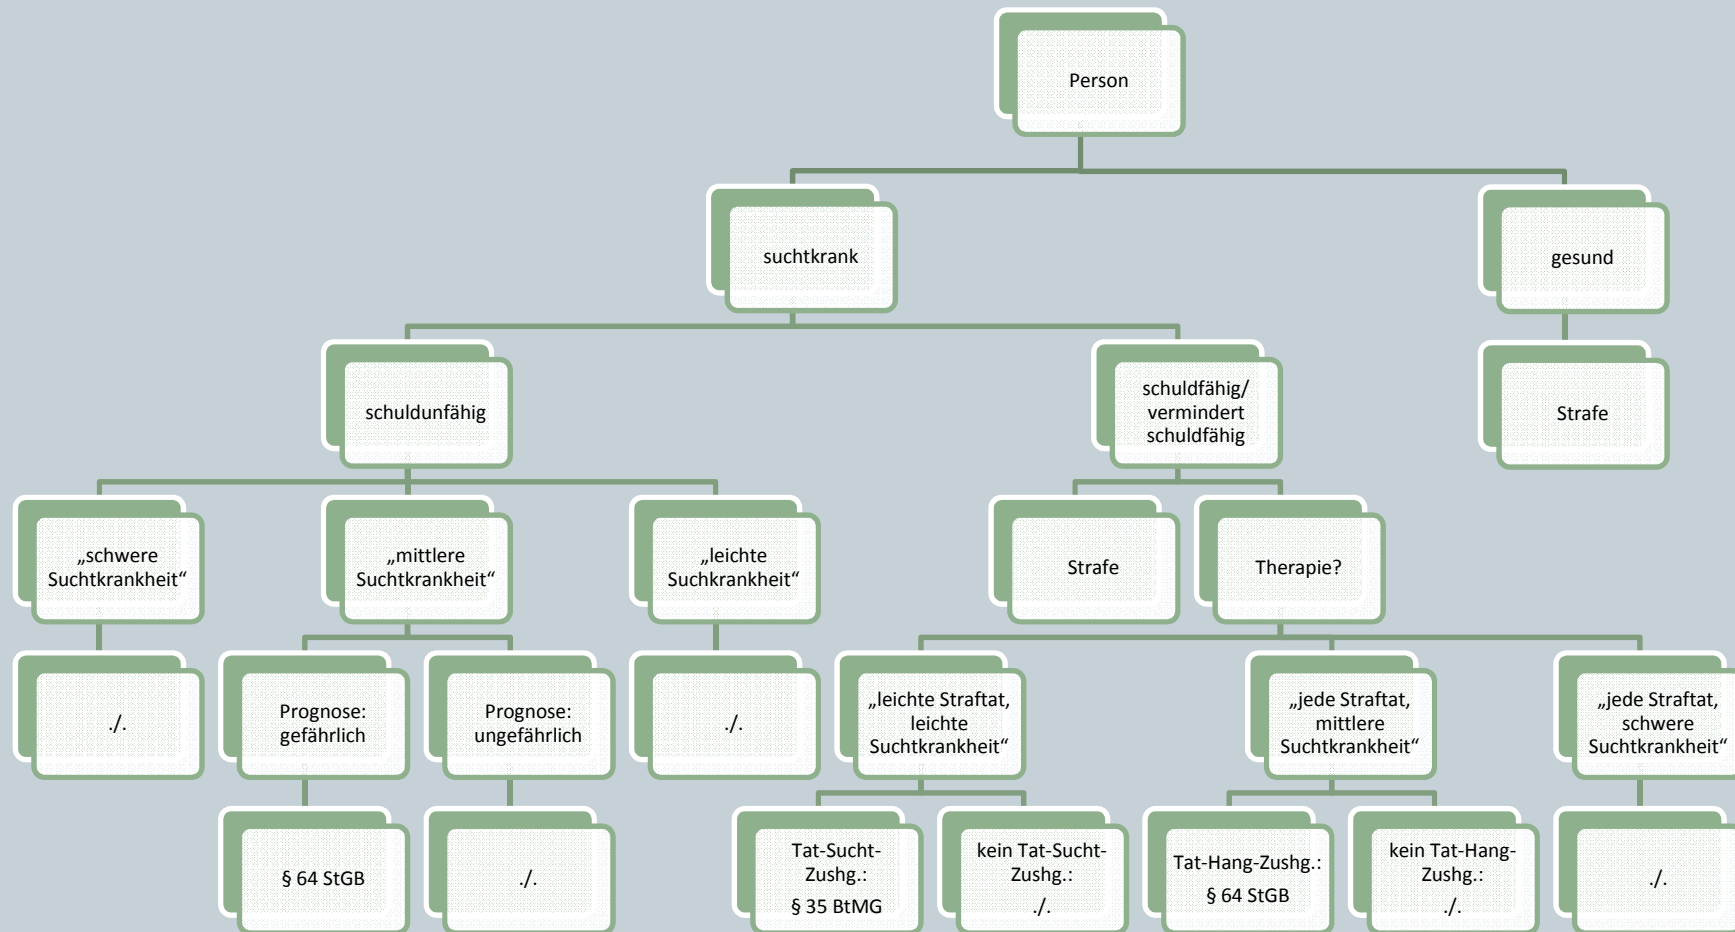 Person
suchtkrank
gesund
schuldunfähig
schuldfähig/
vermindert
schuldfähig
Strafe
„schwere
Suchtkrankheit“
„mittlere
Suchtkrankheit“
„leichte
Suchkrankheit“
Strafe
Therapie?
./.
Prognose:
gefährlich
Prognose:
ungefährlich
./.
„leichte Straftat,
leichte
Suchtkrankheit“
„jede Straftat,
mittlere
Suchtkrankheit“
„jede Straftat,
schwere
Suchtkrankheit“
§ 64 StGB
./.
Tat-Sucht-
Zushg.:
§ 35 BtMG
kein Tat-Sucht-
Zushg.:
./.
Tat-Hang-Zushg.:
§ 64 StGB
kein Tat-Hang-
Zushg.:
./.
./.